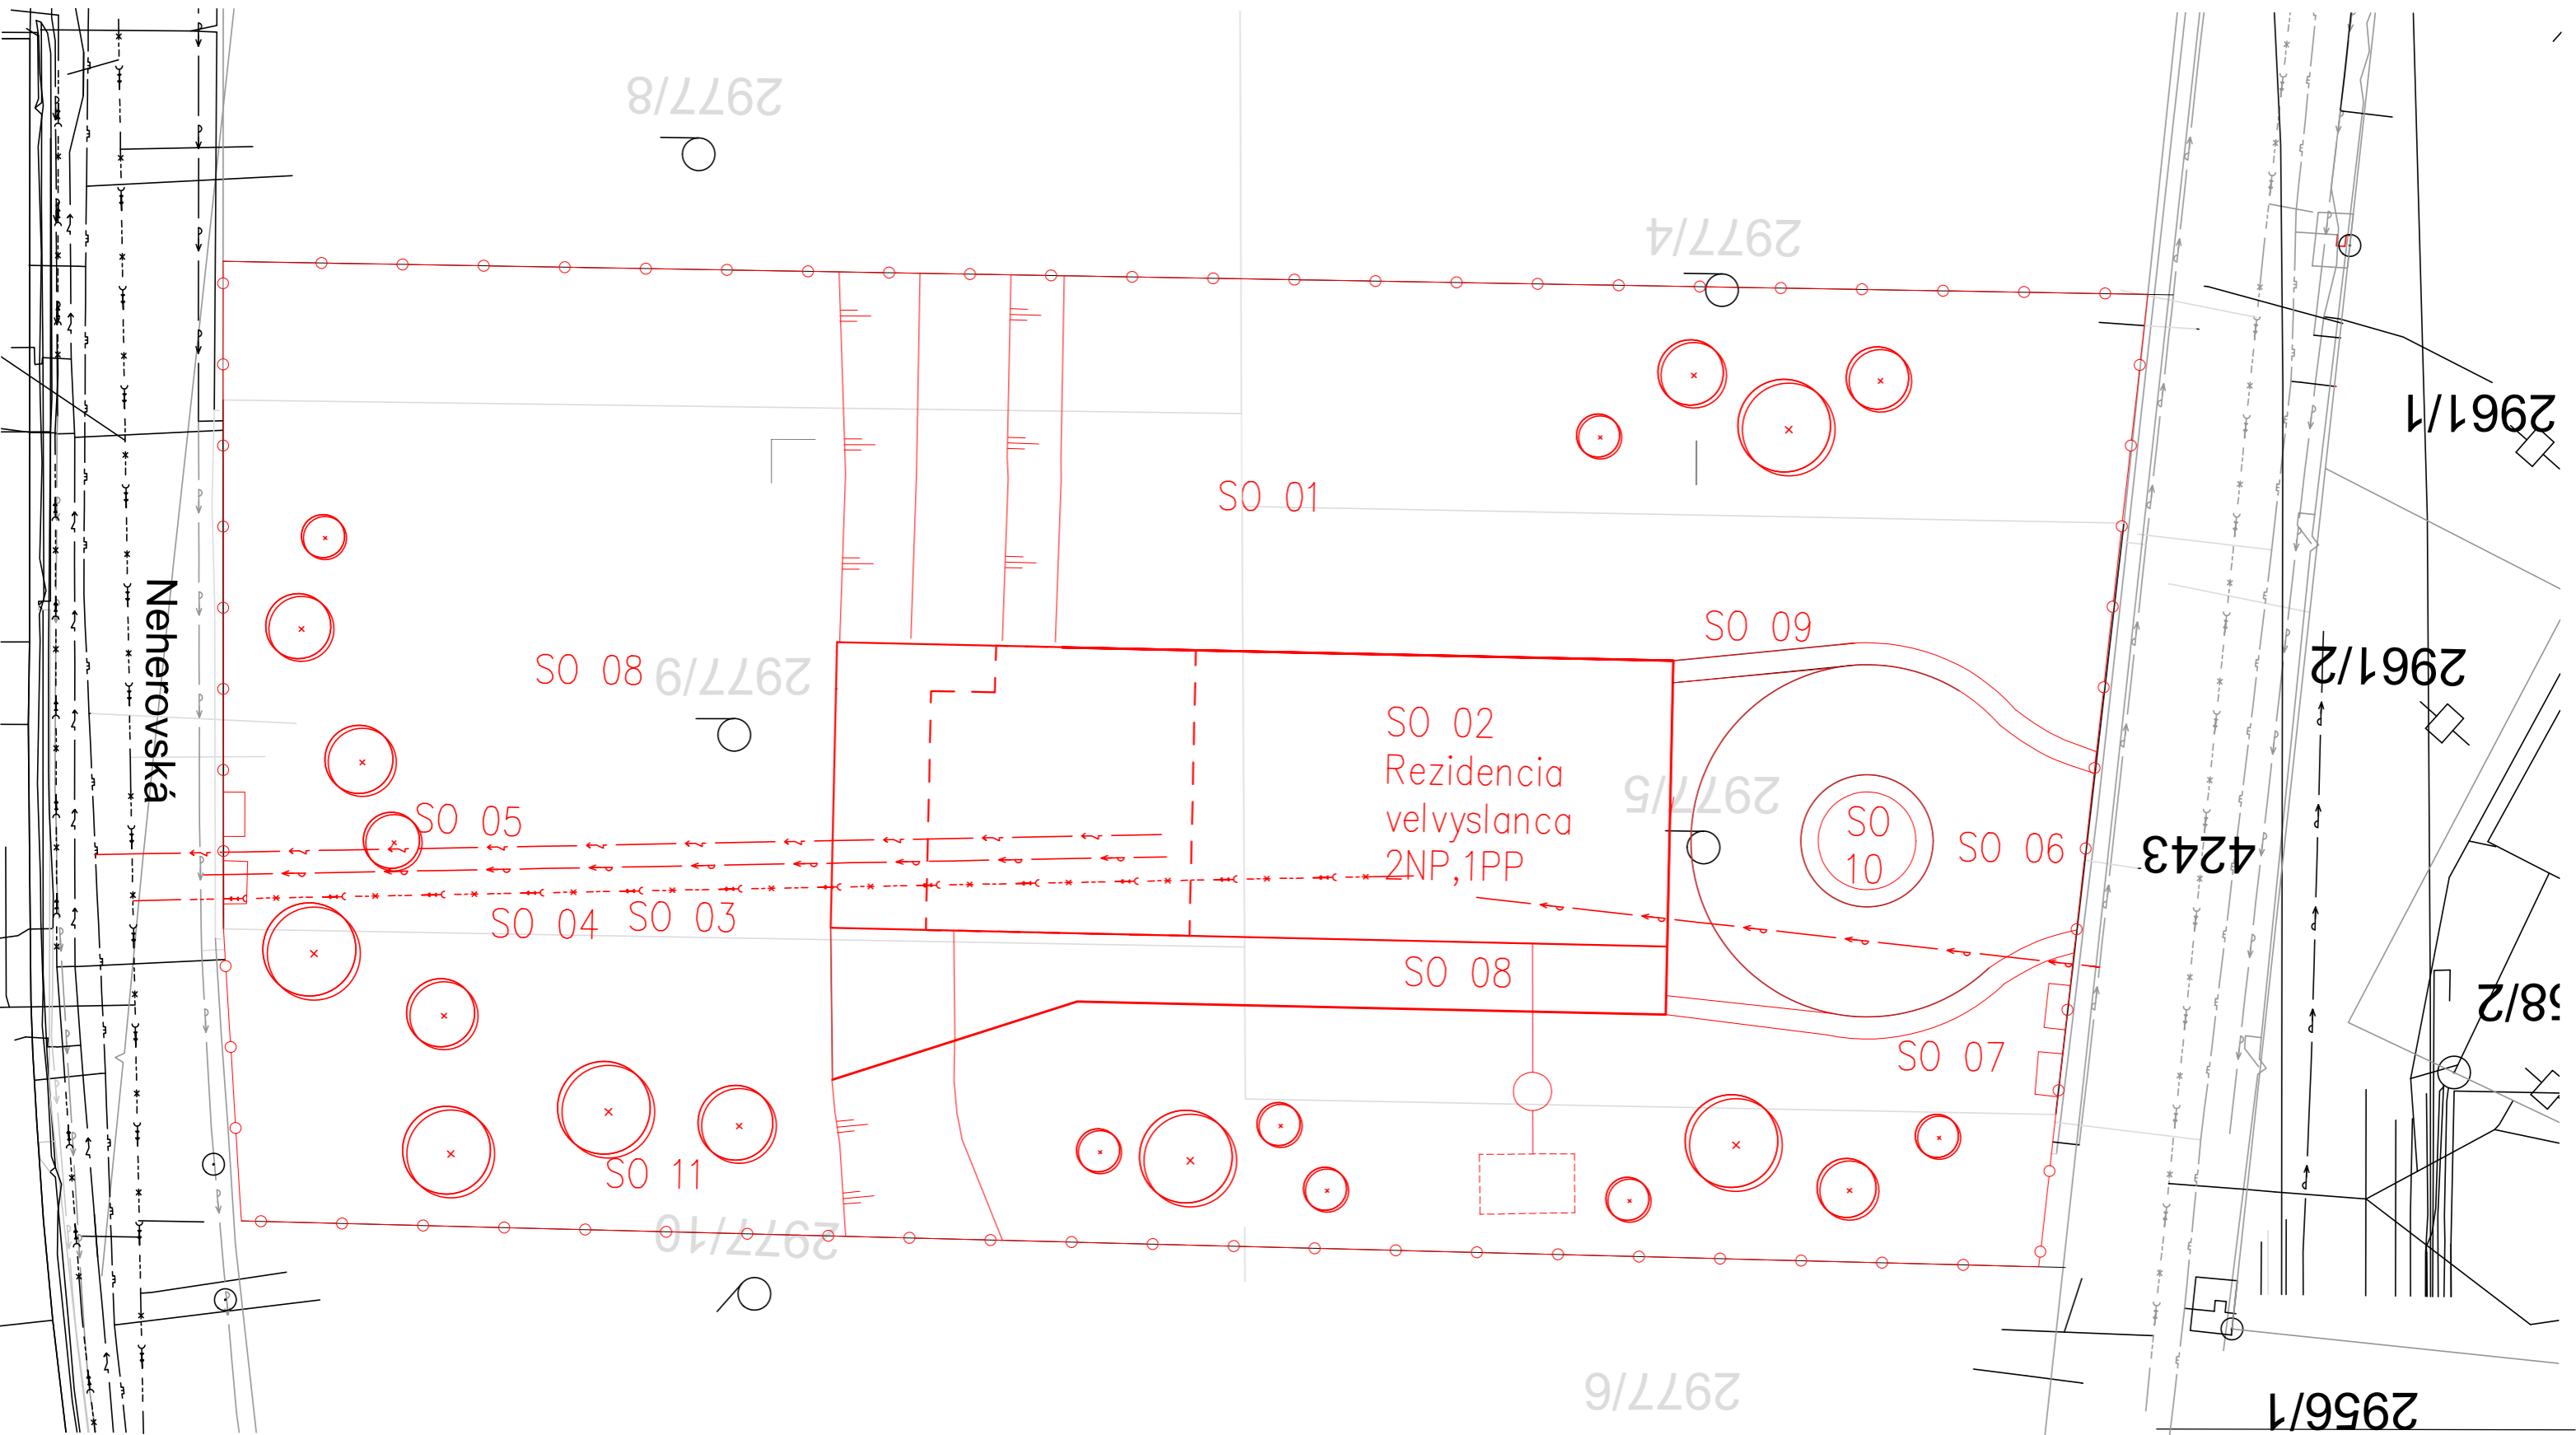 2977/8
2977/4
2961/1
SO 01
Neherovská
SO 09
SO 08
2977/9
2961/2
SO 02
Rezidencia
velvyslanca
2NP,1PP
2977/5
SO
10
SO 06
4243
SO 05
SO 04
SO 03
SO 08
58/2
SO 07
SO 11
2977/10
2977/6
2956/1